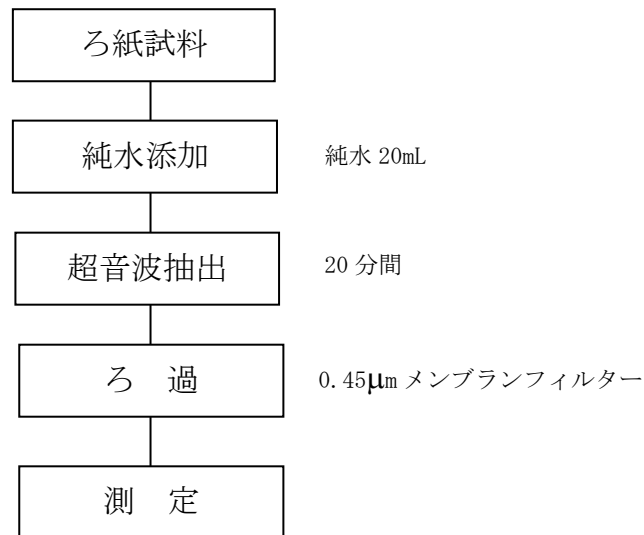 ろ紙試料
純水添加 純水 20mL
超音波抽出 20 分間
ろ 過 0.45μm メンブランフィルター
測 定